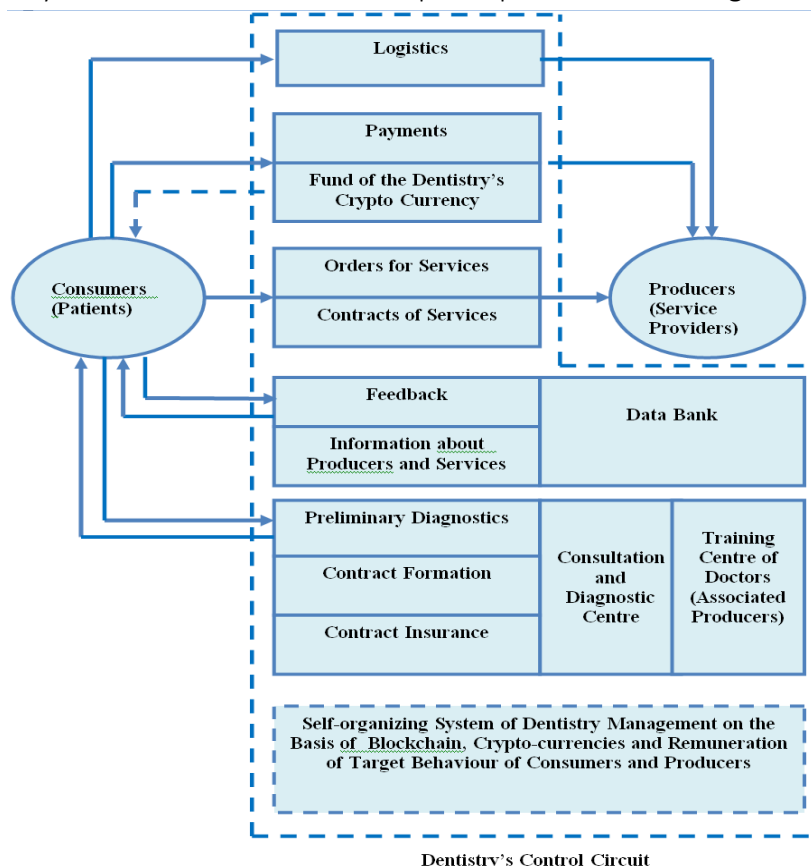 Logistics
Payments
Fund of the Dentistry's
Crypto Currency
Orders for Services
Contracts of Services
Consumers
(Patients)
Producers
(Service
Providers)
Feedback
Information about
Producers and Services
Data Bank
Preliminary Diagnostics
Contract Formation
Contract Insurance
Consultation
and
Diagnostic
Centre
Training
Centre of
Doctors
(Associated
Producers)
Self-organizing System of Dentistry Management on the
Basis of Blockchain, Crypto-currencies and Remuneration
of Target Behaviour of Consumers and Producers
Dentistry's Control Circuit